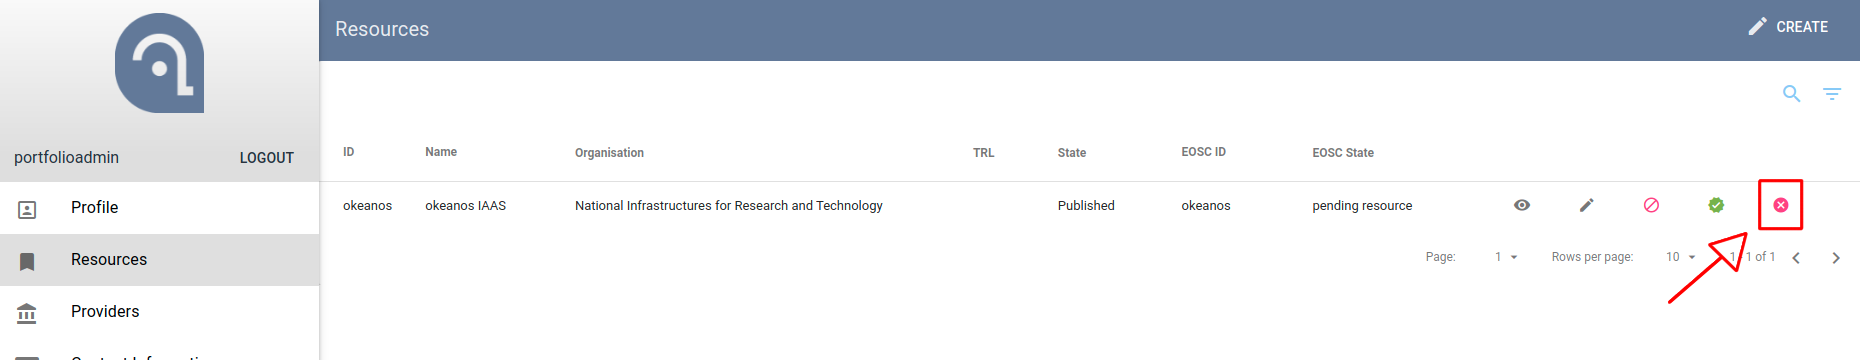 Resources
CREATE
portfolioadmin LOGOUT
Profile
Resources
Providers
ID Name Organisation TRL State EOSC ID EOSC State
okeanos okeanos IAAS National Infrastructures for Research and Technology Published okeanos pending resource
Page: 1 Rows per page: 10 1 - 1 of 1